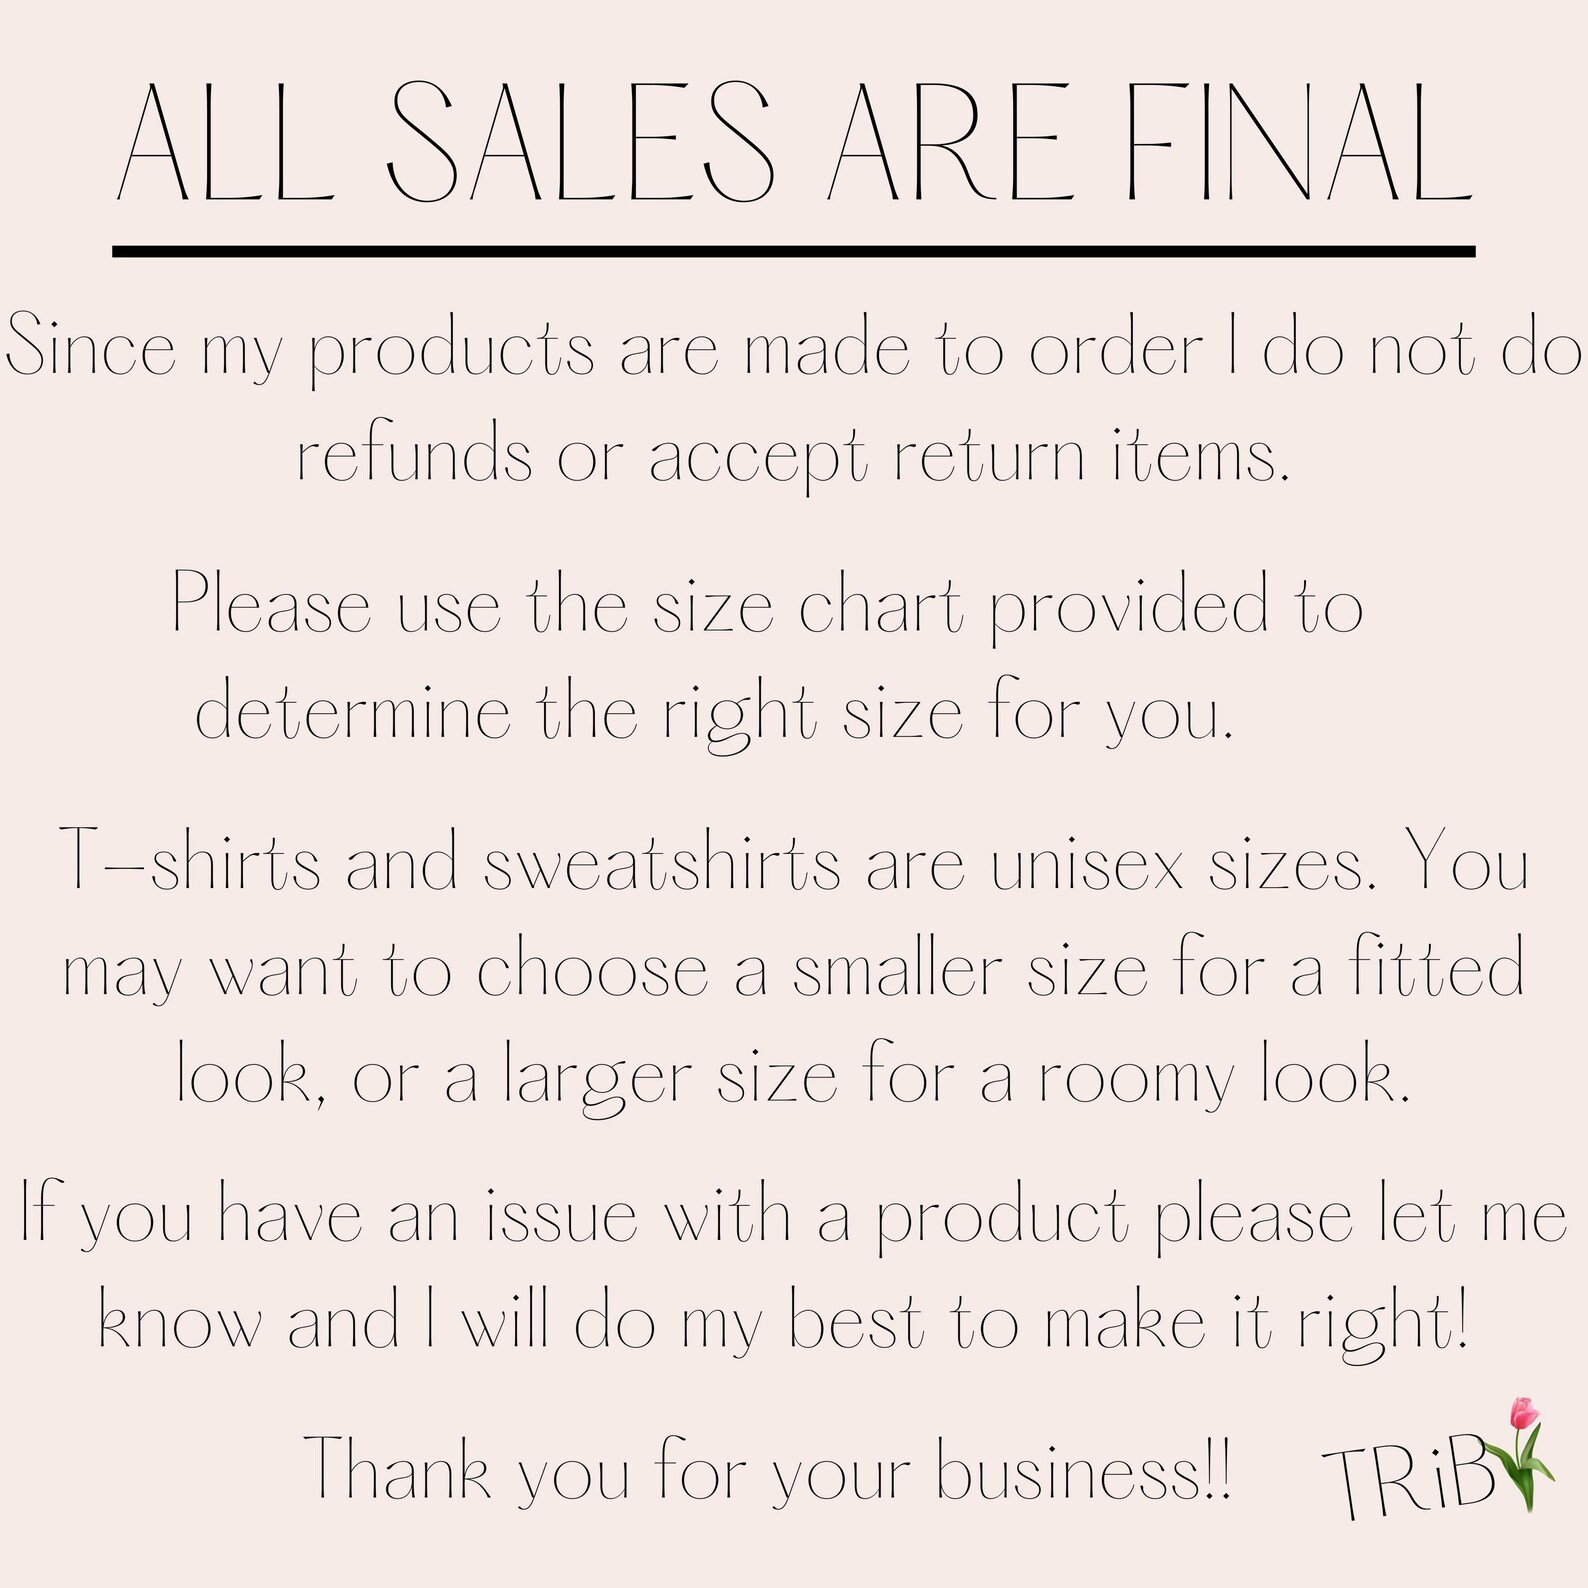 ALL SALES ARE FINAL
Since my products are made to order I do not do
refunds or accept return items.
Please use the size chart provided to
determine the right size for you.
T-shirts and sweatshirts are unisex sizes. You
may want to choose a smaller size for a fitted
look, or a larger size for a roomy look.
If you have an issue with a product please let me
know and I will do my best to make it right!
Thank you for your business!!
TRiB